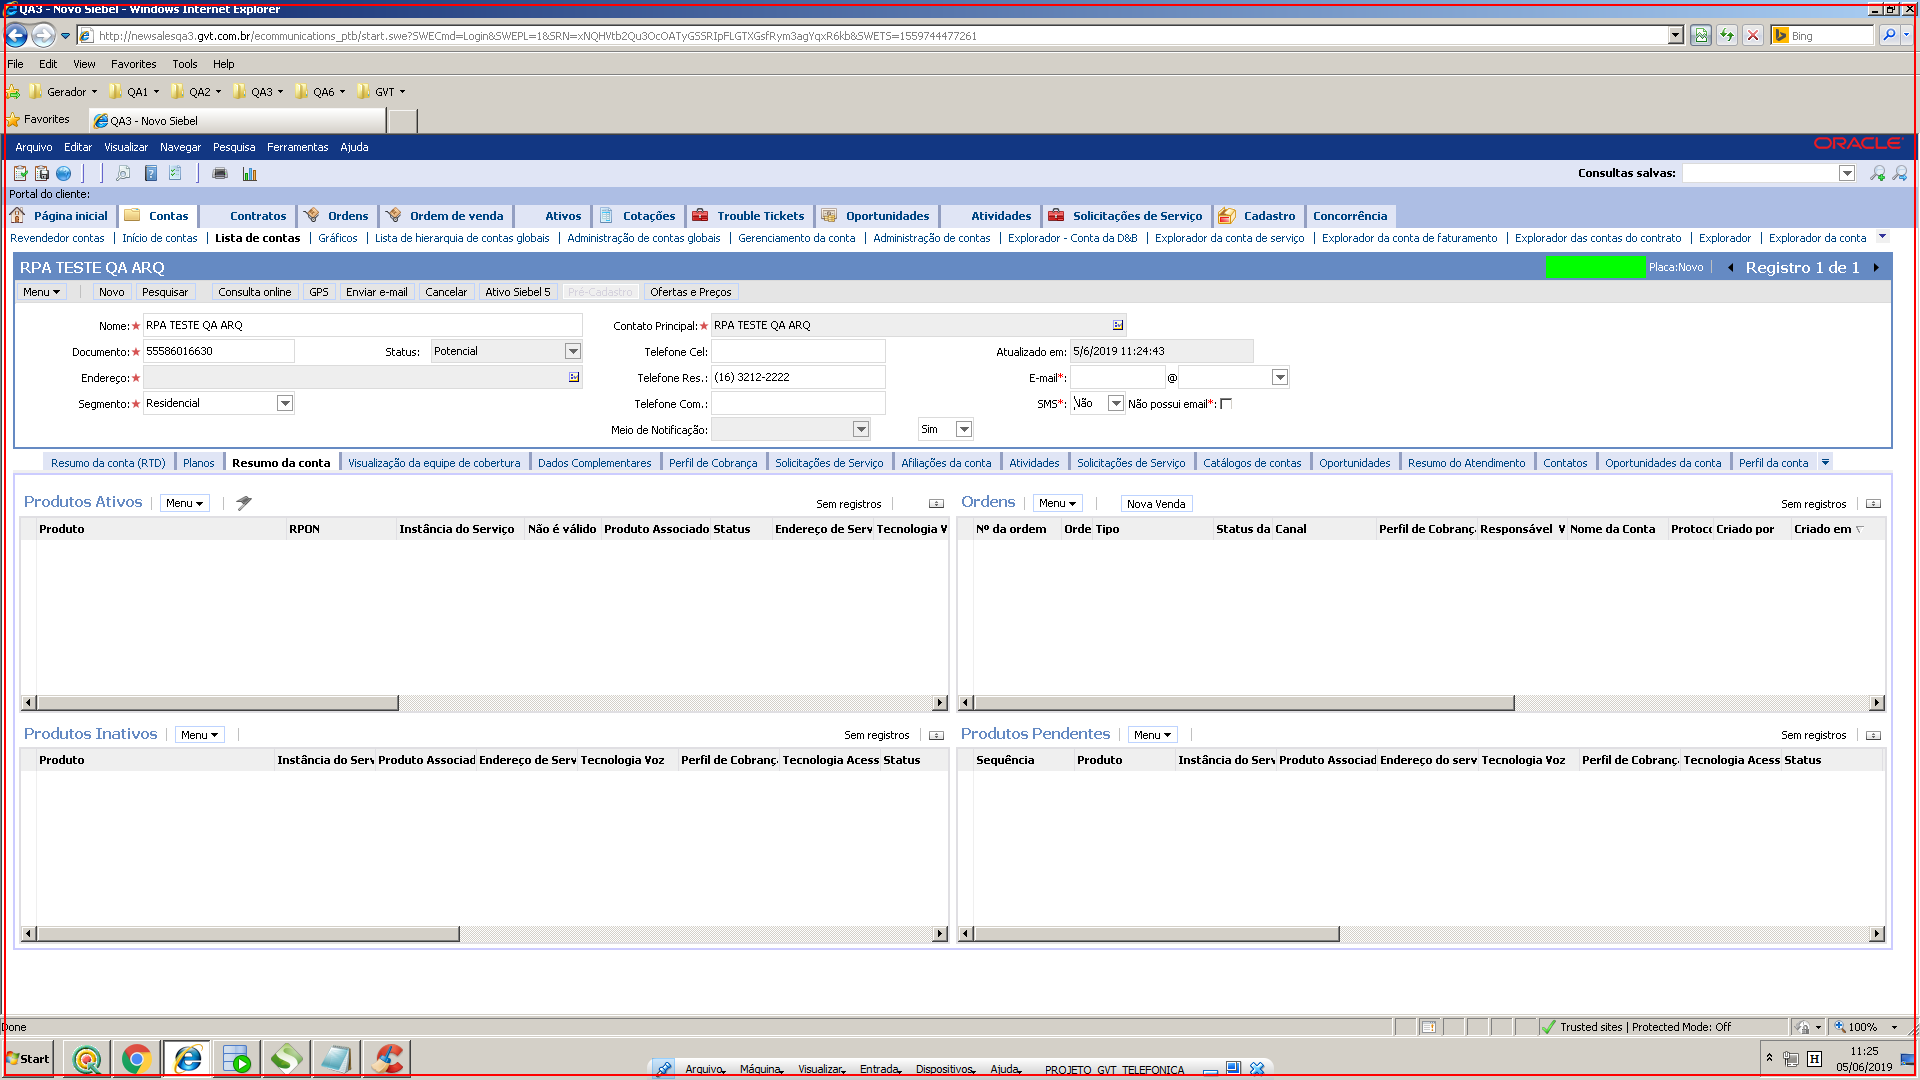 QA3 - Novo Siebel - Windows Internet Explorer
http://newsalesqa3.gvt.com.br/ecommunications_ptb/start.swe?SWECmd=Login&SWEPL=1&SRN=xNQHVtb2Qu3OcOATyGSSRIpFLGTXGsfRym3agYqxR6kb&SWETS=1559744477261
Bing
File Edit View Favorites Tools Help
Gerador QA1 QA2 QA3 QA6 GVT
Favorites QA3 - Novo Siebel
Arquivo Editar Visualizar Navegar Pesquisa Ferramentas Ajuda ORACLE
Consultas salvas:
Portal do cliente:
Página inicial Contas Contratos Ordens Ordem de venda Ativos Cotações Trouble Tickets Oportunidades Atividades Solicitações de Serviço Cadastro Concorrência
Revendedor contas | Início de contas | Lista de contas | Gráficos | Lista de hierarquia de contas globais | Administração de contas globais | Gerenciamento da conta | Administração de contas | Explorador - Conta da D&B | Explorador da conta de serviço | Explorador da conta de faturamento | Explorador das contas do contrato | Explorador | Explorador da conta
RPA TESTE QA ARQ Placa:Novo Registro 1 de 1
Menu Novo Pesquisar Consulta online GPS Enviar e-mail Cancelar Ativo Siebel 5 Pré-Cadastro Ofertas e Preços
Nome: RPA TESTE QA ARQ Contato Principal: RPA TESTE QA ARQ
Documento: 55586016630 Status: Potencial Telefone Cel: Atualizado em: 5/6/2019 11:24:43
Endereço: Telefone Res.: (16) 3212-2222 E-mail*: @
Segmento: Residencial Telefone Com.: SMS*: Não Não possui email*:
Meio de Notificação: Sim
Resumo da conta (RTD) Planos Resumo da conta Visualização da equipe de cobertura Dados Complementares Perfil de Cobrança Solicitações de Serviço Afiliações da conta Atividades Solicitações de Serviço Catálogos de contas Oportunidades Resumo do Atendimento Contatos Oportunidades da conta Perfil da conta
Produtos Ativos Menu Sem registros
Produto RPON Instância do Serviço Não é válido Produto Associado Status Endereço de Serv Tecnologia V
Ordens Menu Nova Venda Sem registros
Nº da ordem Orde Tipo Status da Canal Perfil de Cobranç Responsável V Nome da Conta Protoco Criado por Criado em
Produtos Inativos Menu Sem registros
Produto Instância do Serv Produto Associad Endereço de Serv Tecnologia Voz Perfil de Cobranç Tecnologia Acess Status
Produtos Pendentes Menu Sem registros
Sequência Produto Instância do Serv Produto Associad Endereço do serv Tecnologia Voz Perfil de Cobranç Tecnologia Acess Status
Done Trusted sites | Protected Mode: Off 100%
Start H 11:25
05/06/2019
Arquivo Máquina Visualizar Entrada Dispositivos Ajuda PROJETO_GVT_TELEFONICA